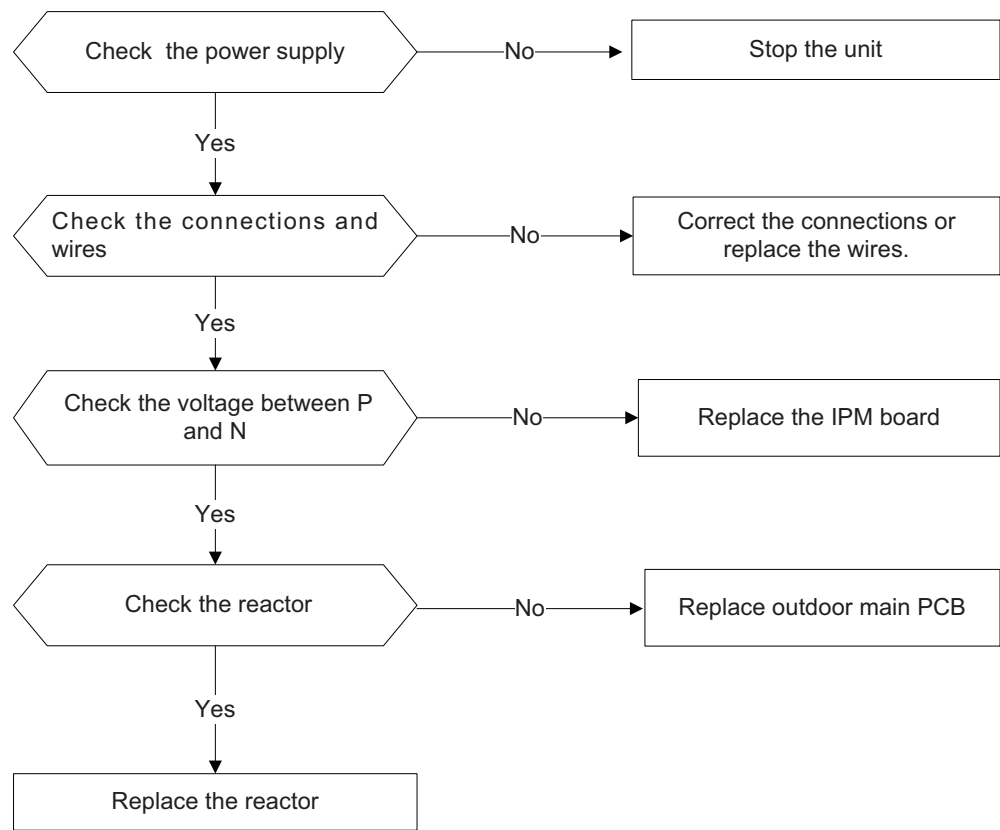 Check the power supply
No
Stop the unit
Yes
Check the connections and
wires
No
Correct the connections or
replace the wires.
Yes
Check the voltage between P
and N
No
Replace the IPM board
Yes
Check the reactor
No
Replace outdoor main PCB
Yes
Replace the reactor